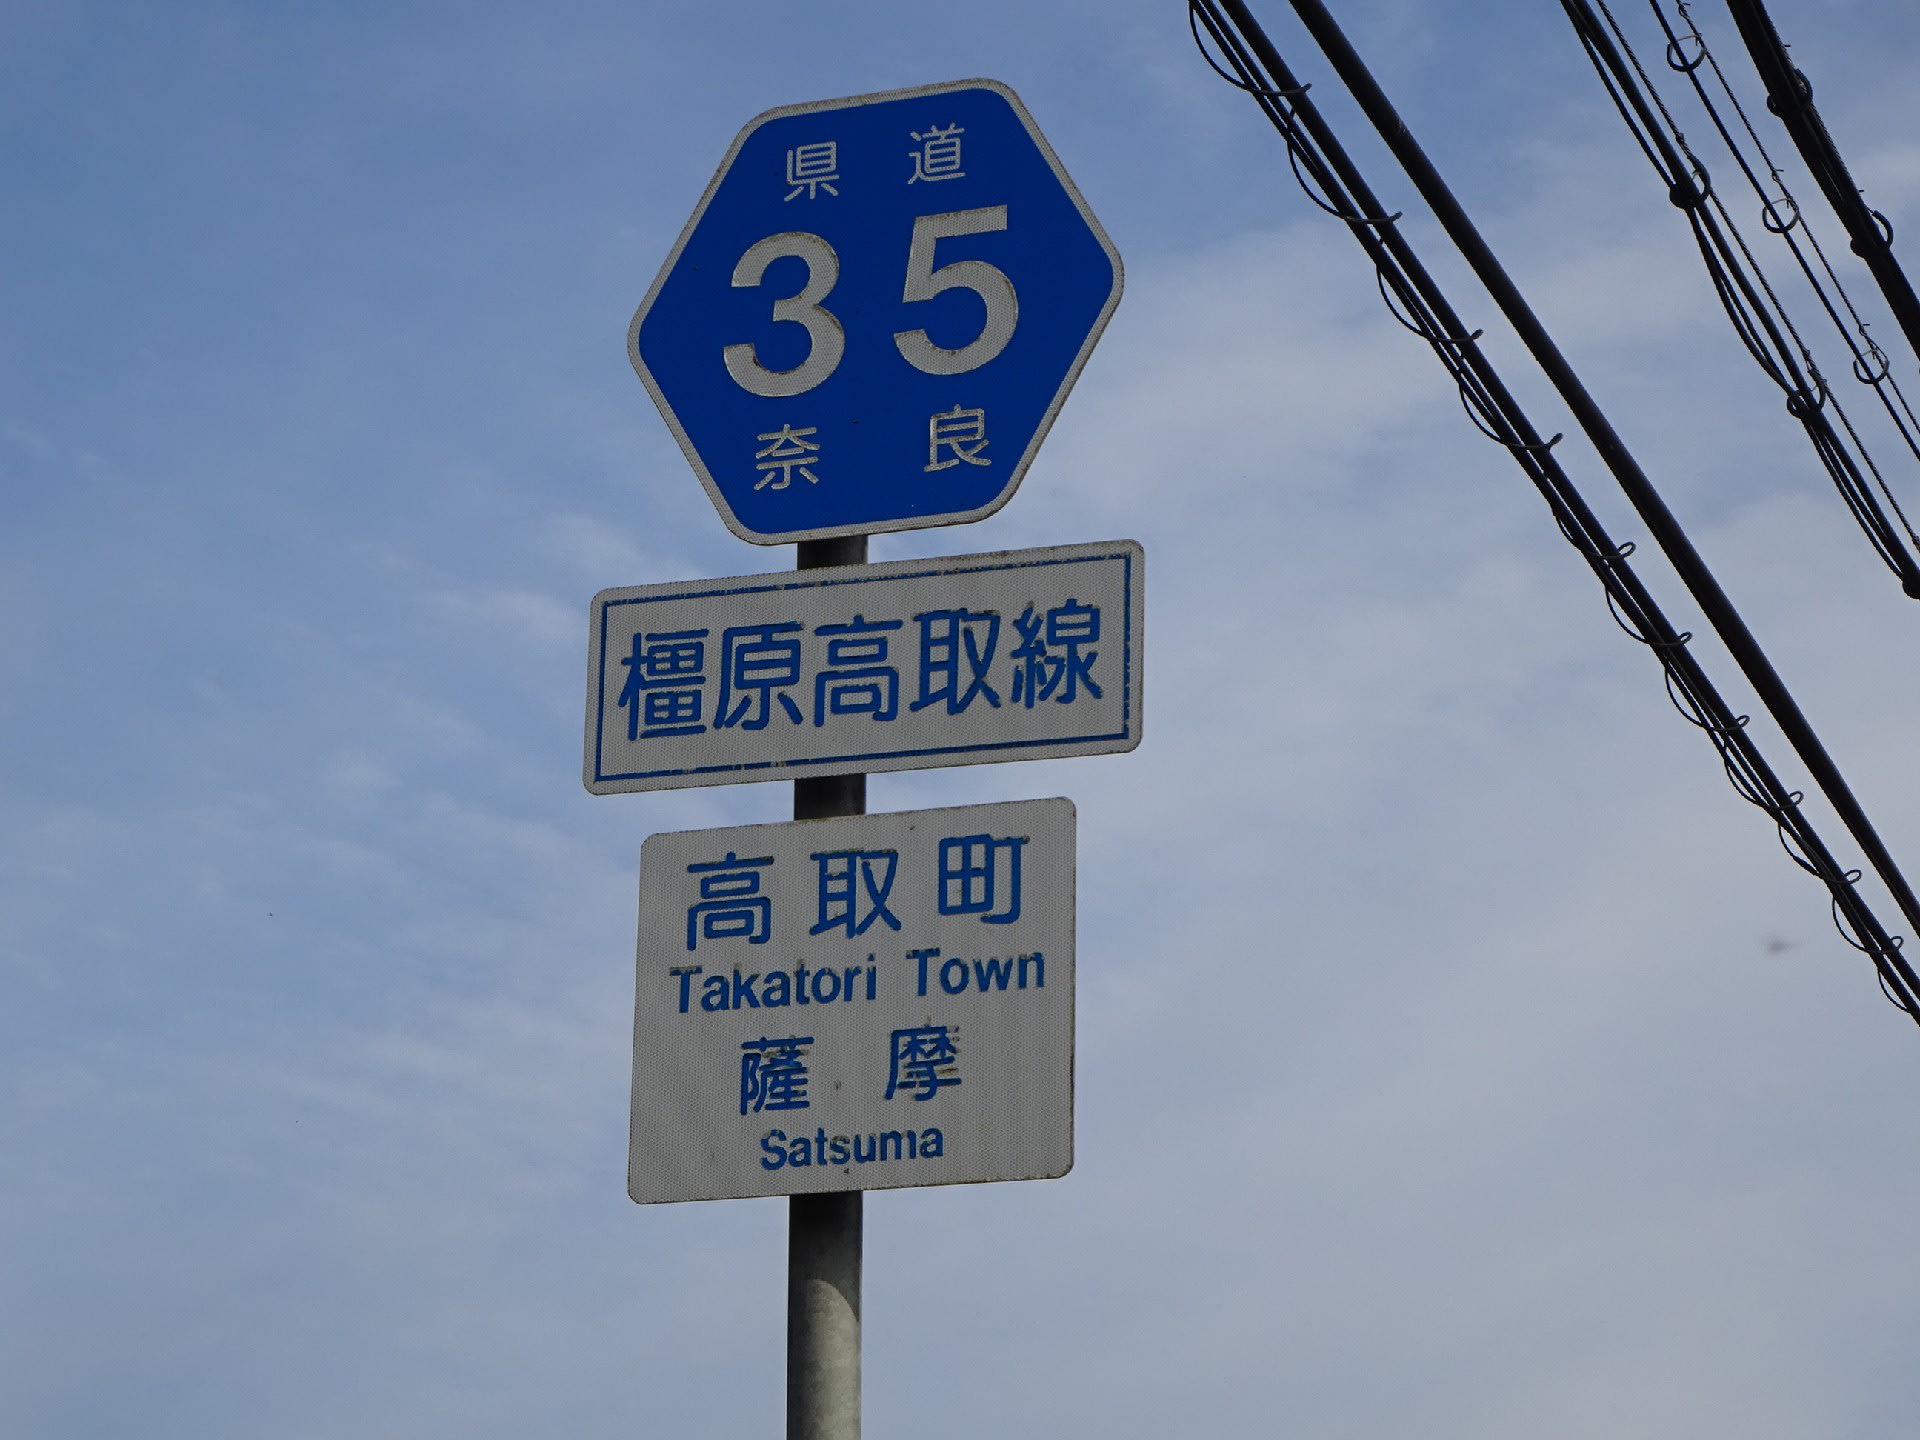 県道
35
奈良
橿原高取線
高取町
Takatori Town
薩摩
Satsuma